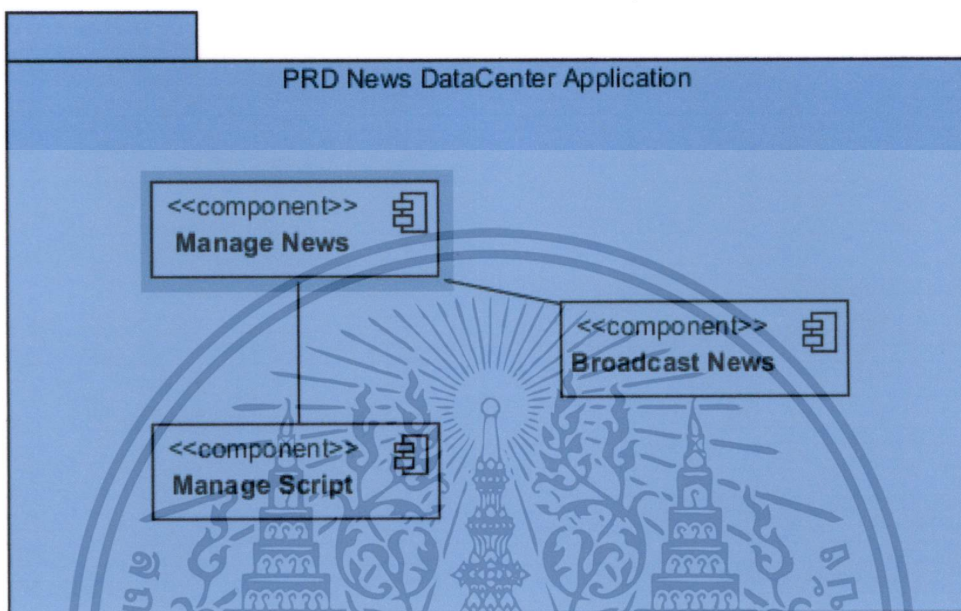 PRD News DataCenter Application
<<component>>
Manage News
<<component>>
Broadcast News
<<component>>
Manage Script